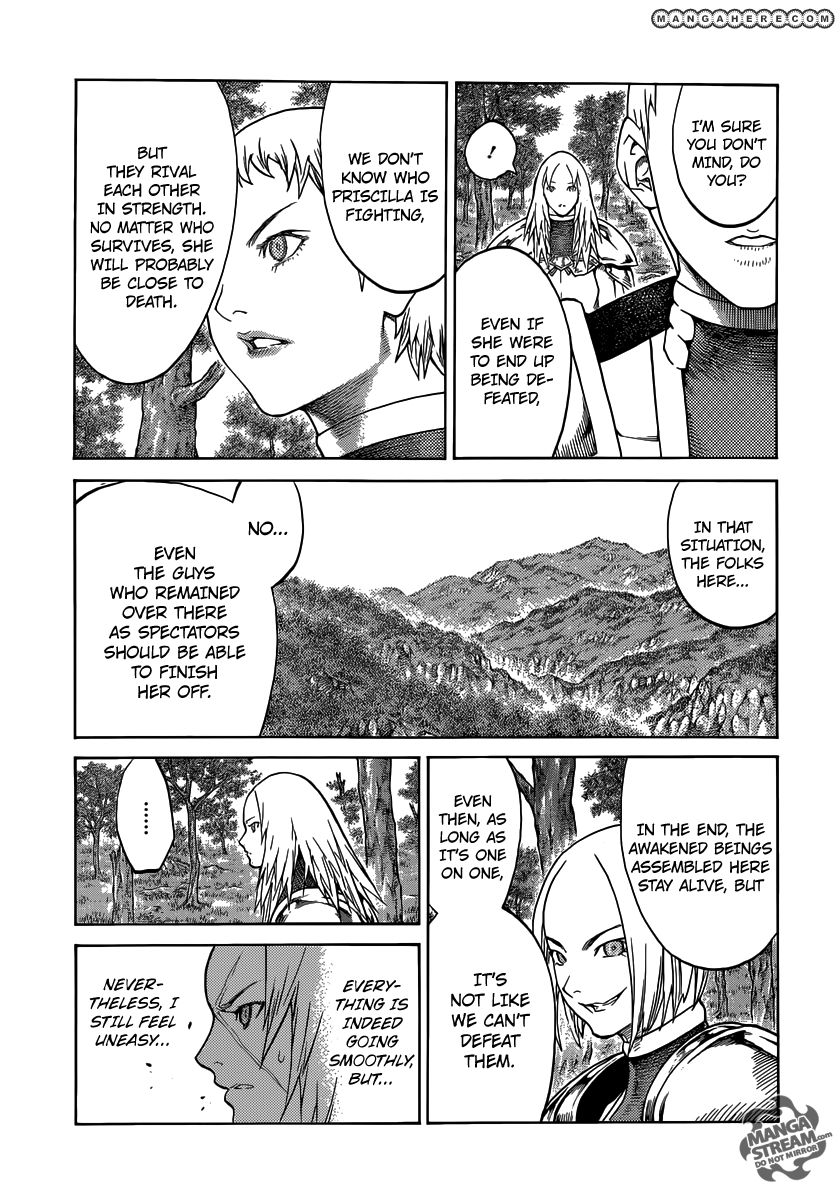 MANGAHERE.COM
I'M SURE
YOU DON'T
MIND, DO
YOU?
!
EVEN IF
SHE WERE
TO END UP
BEING DE-
FEATED,
WE DON'T
KNOW WHO
PRISCILLA IS
FIGHTING,
BUT
THEY RIVAL
EACH OTHER
IN STRENGTH.
NO MATTER WHO
SURVIVES, SHE
WILL PROBABLY
BE CLOSE TO
DEATH.
IN THAT
SITUATION,
THE FOLKS
HERE...
NO...
EVEN
THE GUYS
WHO REMAINED
OVER THERE
AS SPECTATORS
SHOULD BE ABLE
TO FINISH
HER OFF.
IN THE END, THE
AWAKENED BEINGS
ASSEMBLED HERE
STAY ALIVE, BUT
EVEN
THEN, AS
LONG AS
IT'S ONE
ON ONE,
IT'S
NOT LIKE
WE CAN'T
DEFEAT
THEM.
........
EVERY-
THING IS
INDEED
GOING
SMOOTHLY,
BUT...
NEVER-
THELESS, I
STILL FEEL
UNEASY...
MANGA
STREAM.com
DO NOT MIRROR